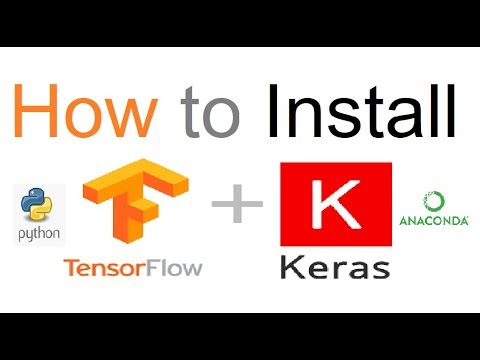 How to Install
python
TensorFlow
+
K
Keras
ANACONDA